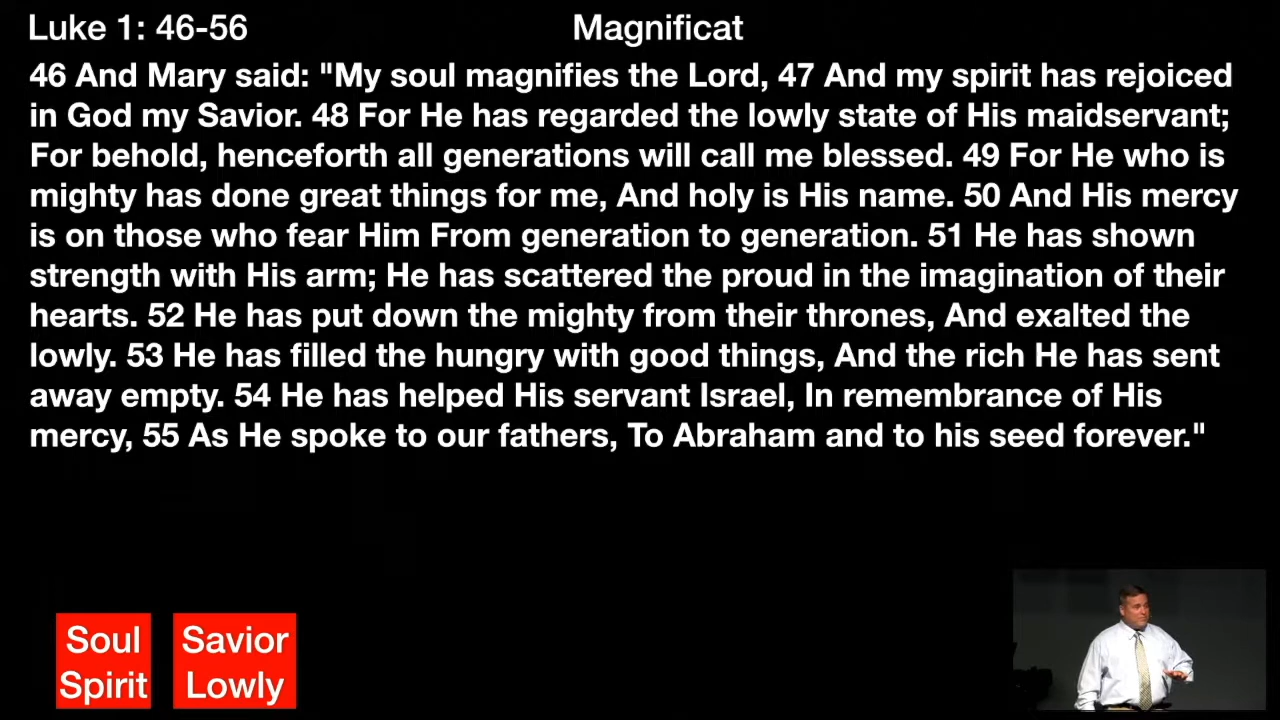 Luke 1: 46-56 Magnificat
46 And Mary said: "My soul magnifies the Lord, 47 And my spirit has rejoiced
in God my Savior. 48 For He has regarded the lowly state of His maidservant;
For behold, henceforth all generations will call me blessed. 49 For He who is
mighty has done great things for me, And holy is His name. 50 And His mercy
is on those who fear Him From generation to generation. 51 He has shown
strength with His arm; He has scattered the proud in the imagination of their
hearts. 52 He has put down the mighty from their thrones, And exalted the
lowly. 53 He has filled the hungry with good things, And the rich He has sent
away empty. 54 He has helped His servant Israel, In remembrance of His
mercy, 55 As He spoke to our fathers, To Abraham and to his seed forever."
Soul
Spirit
Savior
Lowly